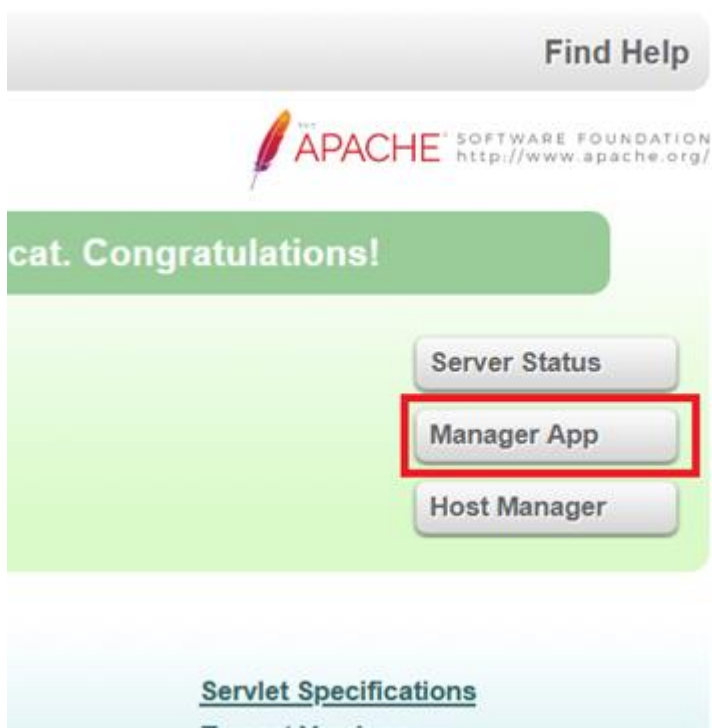 Find Help
THE
APACHE® SOFTWARE FOUNDATION
http://www.apache.org/
cat. Congratulations!
Server Status
Manager App
Host Manager
Servlet Specifications